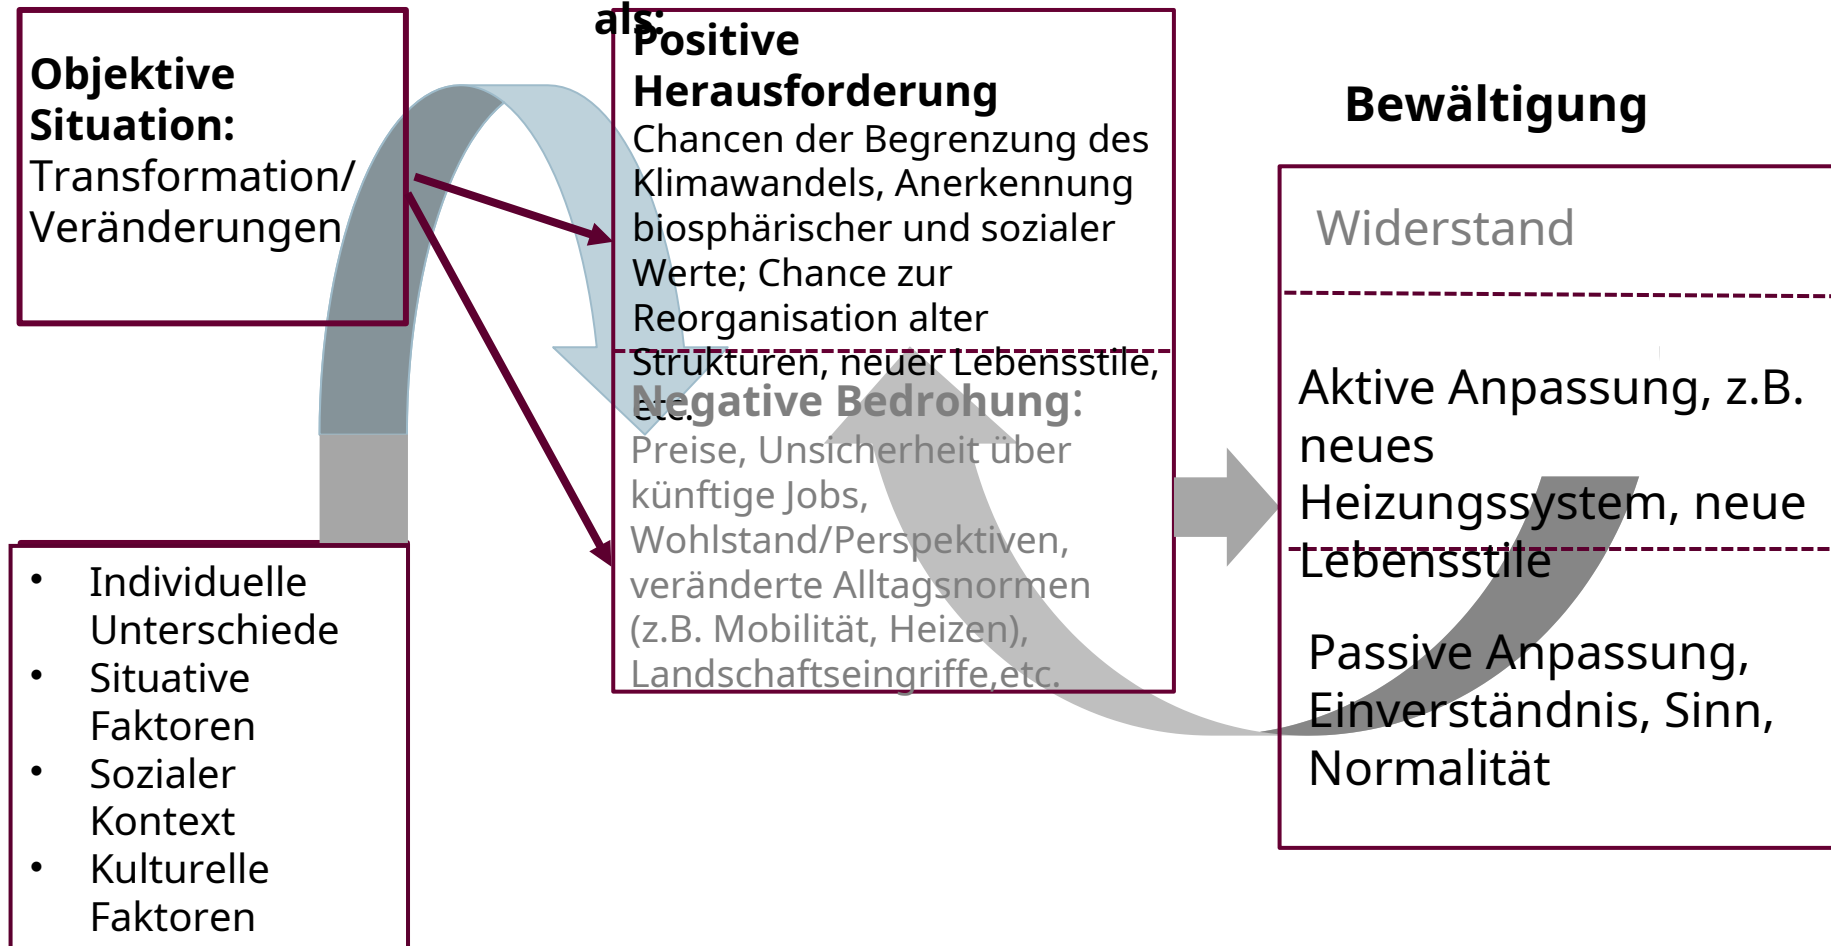 Objektive
Situation:
Transformation/
Veränderungen
Individuelle
Unterschiede
Situative
Faktoren
Sozialer
Kontext
Kulturelle
Faktoren
als:
Positive
Herausforderung
Chancen der Begrenzung des
Klimawandels, Anerkennung
biosphärischer und sozialer
Werte; Chance zur
Reorganisation alter
Strukturen, neuer Lebensstile,
etc.
Negative Bedrohung:
Preise, Unsicherheit über
künftige Jobs,
Wohlstand/Perspektiven,
veränderte Alltagsnormen
(z.B. Mobilität, Heizen),
Landschaftseingriffe,etc.
Bewältigung
Widerstand
Aktive Anpassung, z.B.
neues
Heizungssystem, neue
Lebensstile
Passive Anpassung,
Einverständnis, Sinn,
Normalität